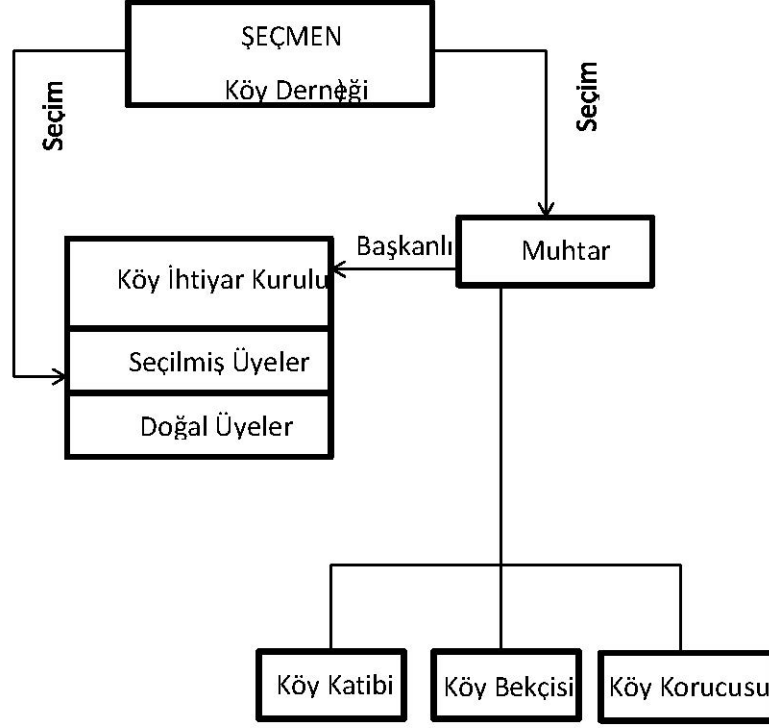 ŞEÇMEN
Köy Derneği)
Seçim
Seçim
Muhtar
Başkanlı
Köy İhtiyar Kurulu
Seçilmiş Üyeler
Doğal Üyeler
Köy Katibi
Köy Bekçisi
Köy Korucusu